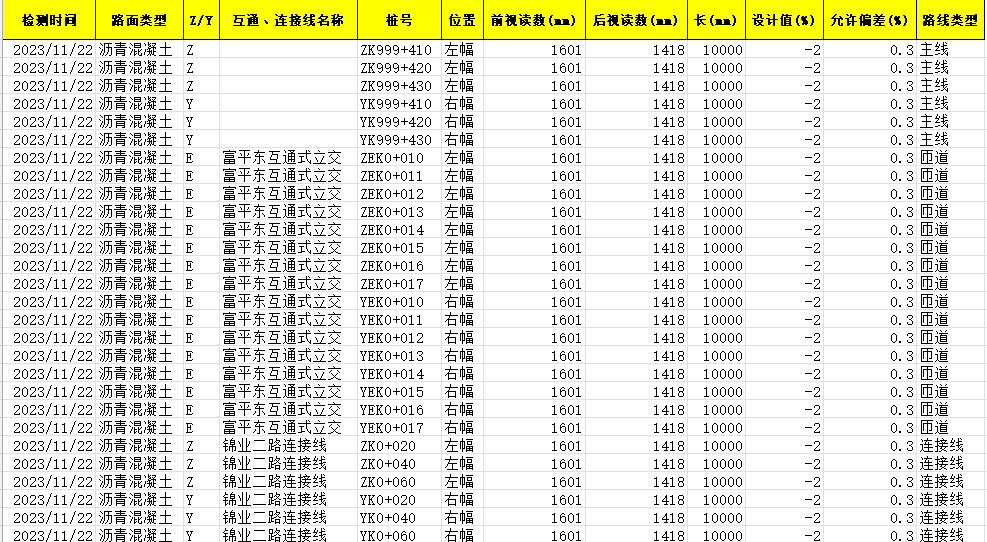 检测时间 路面类型 Z/Y 互通、连接线名称 桩号 位置 前视读数(mm) 后视读数(mm) 长(mm) 设计值(%) 允许偏差(%) 路线类型
2023/11/22 沥青混凝土 Z ZK999+410 左幅 1601 1418 10000 -2 0.3 主线
2023/11/22 沥青混凝土 Z ZK999+420 左幅 1601 1418 10000 -2 0.3 主线
2023/11/22 沥青混凝土 Z ZK999+430 左幅 1601 1418 10000 -2 0.3 主线
2023/11/22 沥青混凝土 Y YK999+410 右幅 1601 1418 10000 -2 0.3 主线
2023/11/22 沥青混凝土 Y YK999+420 右幅 1601 1418 10000 -2 0.3 主线
2023/11/22 沥青混凝土 Y YK999+430 右幅 1601 1418 10000 -2 0.3 主线
2023/11/22 沥青混凝土 E 富平东互通式立交 ZEK0+010 左幅 1601 1418 10000 -2 0.3 匝道
2023/11/22 沥青混凝土 E 富平东互通式立交 ZEK0+011 左幅 1601 1418 10000 -2 0.3 匝道
2023/11/22 沥青混凝土 E 富平东互通式立交 ZEK0+012 左幅 1601 1418 10000 -2 0.3 匝道
2023/11/22 沥青混凝土 E 富平东互通式立交 ZEK0+013 左幅 1601 1418 10000 -2 0.3 匝道
2023/11/22 沥青混凝土 E 富平东互通式立交 ZEK0+014 左幅 1601 1418 10000 -2 0.3 匝道
2023/11/22 沥青混凝土 E 富平东互通式立交 ZEK0+015 左幅 1601 1418 10000 -2 0.3 匝道
2023/11/22 沥青混凝土 E 富平东互通式立交 ZEK0+016 左幅 1601 1418 10000 -2 0.3 匝道
2023/11/22 沥青混凝土 E 富平东互通式立交 ZEK0+017 左幅 1601 1418 10000 -2 0.3 匝道
2023/11/22 沥青混凝土 E 富平东互通式立交 YEK0+010 右幅 1601 1418 10000 -2 0.3 匝道
2023/11/22 沥青混凝土 E 富平东互通式立交 YEK0+011 右幅 1601 1418 10000 -2 0.3 匝道
2023/11/22 沥青混凝土 E 富平东互通式立交 YEK0+012 右幅 1601 1418 10000 -2 0.3 匝道
2023/11/22 沥青混凝土 E 富平东互通式立交 YEK0+013 右幅 1601 1418 10000 -2 0.3 匝道
2023/11/22 沥青混凝土 E 富平东互通式立交 YEK0+014 右幅 1601 1418 10000 -2 0.3 匝道
2023/11/22 沥青混凝土 E 富平东互通式立交 YEK0+015 右幅 1601 1418 10000 -2 0.3 匝道
2023/11/22 沥青混凝土 E 富平东互通式立交 YEK0+016 右幅 1601 1418 10000 -2 0.3 匝道
2023/11/22 沥青混凝土 E 富平东互通式立交 YEK0+017 右幅 1601 1418 10000 -2 0.3 匝道
2023/11/22 沥青混凝土 Z 锦业二路连接线 ZK0+020 左幅 1601 1418 10000 -2 0.3 连接线
2023/11/22 沥青混凝土 Z 锦业二路连接线 ZK0+040 左幅 1601 1418 10000 -2 0.3 连接线
2023/11/22 沥青混凝土 Z 锦业二路连接线 ZK0+060 左幅 1601 1418 10000 -2 0.3 连接线
2023/11/22 沥青混凝土 Y 锦业二路连接线 YK0+020 右幅 1601 1418 10000 -2 0.3 连接线
2023/11/22 沥青混凝土 Y 锦业二路连接线 YK0+040 右幅 1601 1418 10000 -2 0.3 连接线
2023/11/22 沥青混凝土 Y 锦业二路连接线 YK0+060 右幅 1601 1418 10000 -2 0.3 连接线